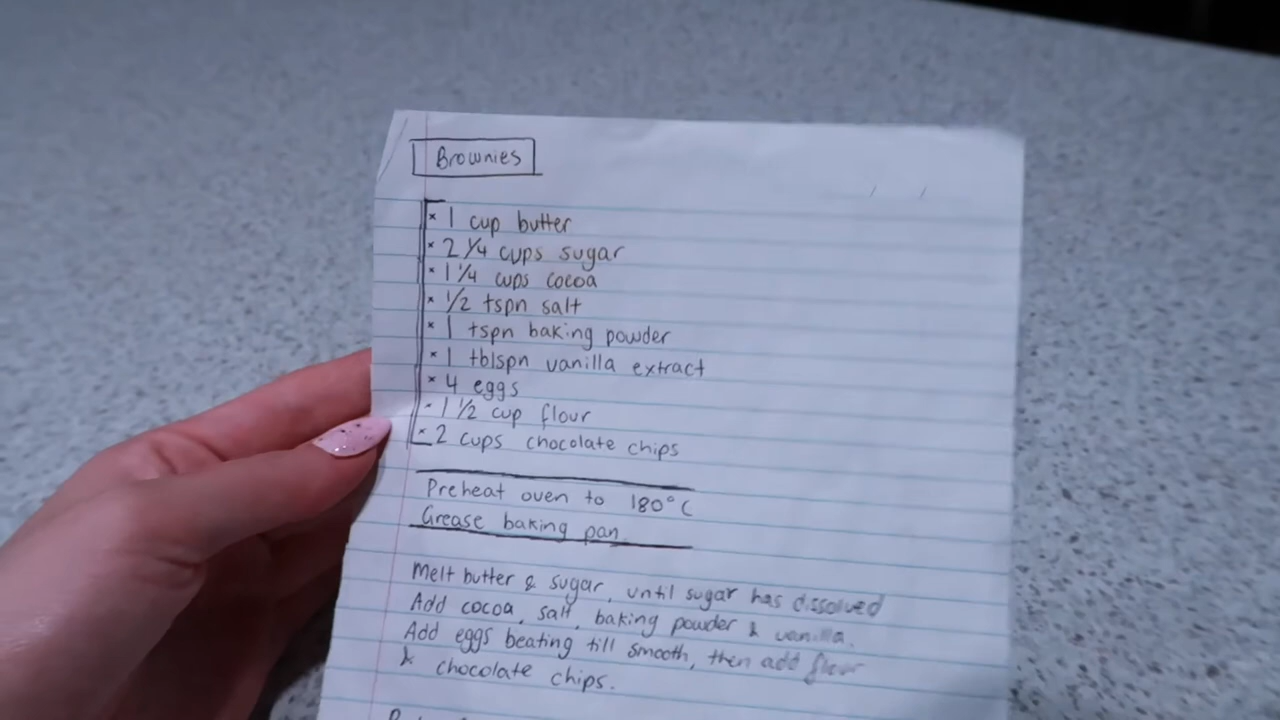 Brownies
× 1 cup butter
× 2 1/4 cups sugar
× 1 1/4 cups cocoa
× 1/2 tspn salt
× 1 tspn baking powder
× 1 tblspn vanilla extract
× 4 eggs
× 1 1/2 cup flour
× 2 cups chocolate chips
Preheat oven to 180°C
Grease baking pan.
Melt butter & sugar, until sugar has dissolved
Add cocoa, salt, baking powder & vanilla.
Add eggs beating till smooth, then add flour
& chocolate chips.